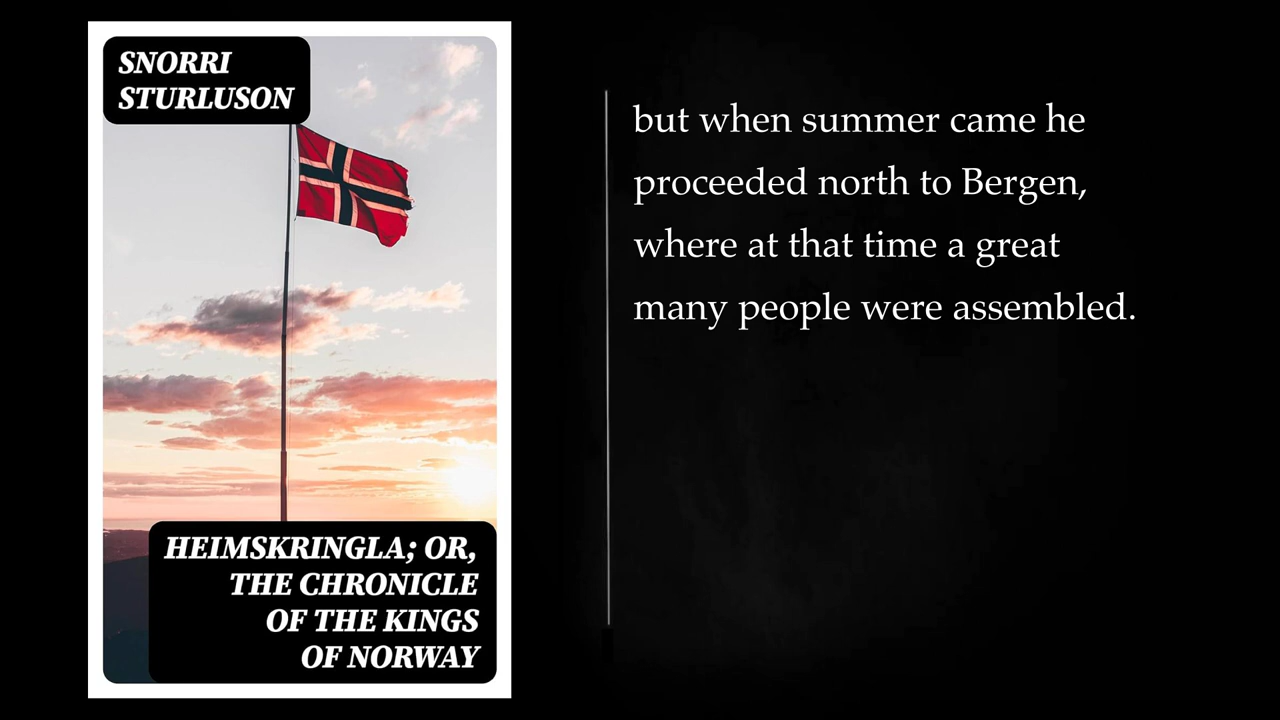 SNORRI
STURLUSON
HEIMSKRINGLA; OR,
THE CHRONICLE
OF THE KINGS
OF NORWAY
but when summer came he
proceeded north to Bergen,
where at that time a great
many people were assembled.